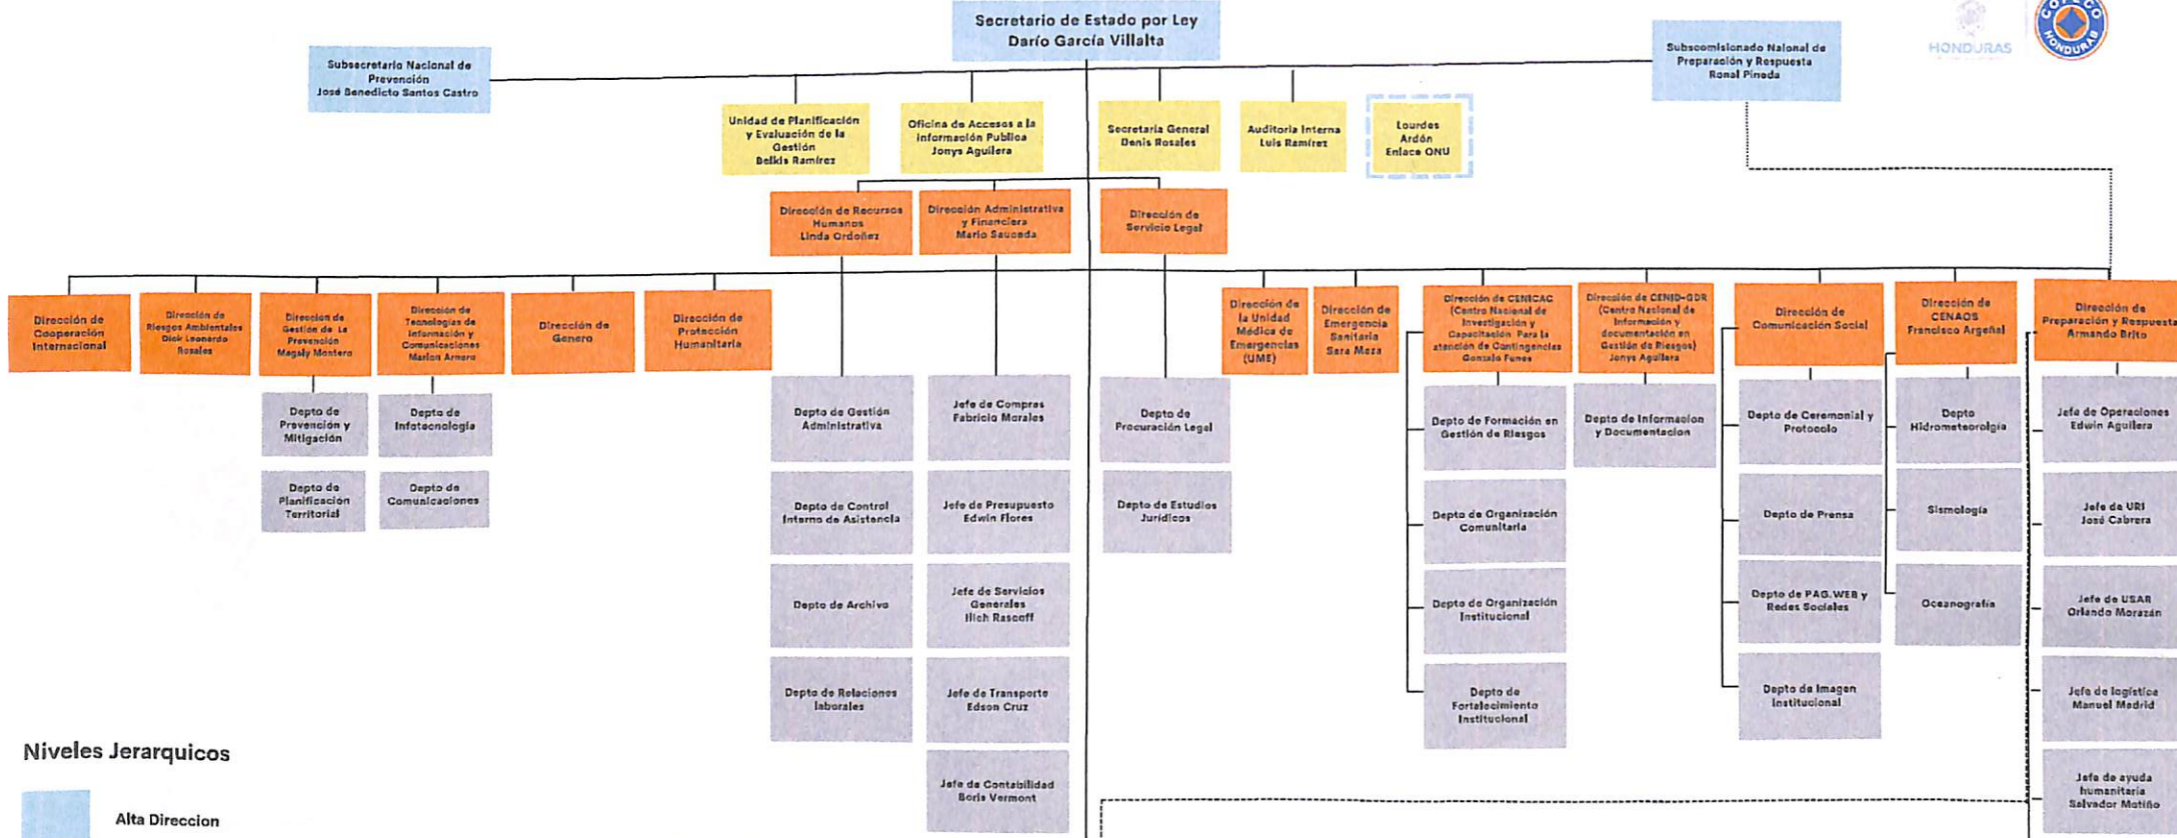 Secretario de Estado por Ley
Darío García Villalta
COPECO
HONDURAS
HONDURAS
Subsecretario Nacional de
Prevención
José Benedicto Santos Castro
Subscomisionado Naional de
Preparación y Respuesta
Ronal Pineda
Unidad de Planificación
y Evaluación de la
Gestión
Belkis Ramírez
Oficina de Accesos a la
Información Publica
Jonys Aguilera
Secretaria General
Denis Rosales
Auditoria Interna
Luis Ramírez
Lourdes
Ardón
Enlace ONU
Dirección de Recursos
Humanos
Linda Ordoñez
Dirección Administrativa
y Financiera
Mario Sauceda
Dirección de
Servicio Legal
Dirección de
Cooperación
Internacional
Dirección de
Riesgos Ambientales
Dick Leonardo
Rosales
Dirección de
Gestión de La
Prevención
Magaly Montero
Dirección de
Tecnologías de
Información y
Comunicaciones
Marlon
Dirección de
Genero
Dirección de
Protección
Humanitaria
Dirección de
la Unidad
Médica de
Emergencias
(UME)
Dirección de
Emergencia
Sanitaria
Sara Meza
Dirección de CENICAC
(Centro Nacional de
Investigación y
Capacitación Para la
atención de Contingencias
Gonzalo Funes
Dirección de CENID-GDR
(Centro Nacional de
Información y
documentación en
Gestión de Riesgos)
Jonys Aguilera
Dirección de
Comunicación Social
Dirección de
CENAOS
Francisco Argeñal
Dirección de
Preparación y Respuesta
Armando Brito
Depto de
Prevención y
Mitigación
Depto de
Infotecnología
Depto de Gestión
Administrativa
Jefe de Compras
Fabricio Morales
Depto de
Procuración Legal
Depto de Formación en
Gestión de Riesgos
Depto de Informacion
y Documentacion
Depto de Ceremonial y
Protocolo
Depto
Hidrometeorolgía
Jefe de Operaciones
Edwin Aguilera
Depto de
Planificación
Territorial
Depto de
Comunicaciones
Depto de Control
Interno de Asistencia
Jefe de Presupuesto
Edwin Flores
Depto de Estudios
Jurídicos
Depto de Organización
Comunitaria
Depto de Prensa
Sismología
Jefe de URI
José Cabrera
Depto de Archivo
Jefe de Servicios
Generales
Ilich Rascoff
Depto de Organización
Institucional
Depto de PAG.WEB y
Redes Sociales
Oceanografía
Jefe de USAR
Orlando Morazán
Depto de Relaciones
laborales
Jefe de Transporte
Edson Cruz
Depto de
Fortalecimiento
Institucional
Depto de Imagen
Institucional
Jefe de logística
Manuel Madrid
Jefe de Contabilidad
Boris Vermont
Jefe de ayuda
humanitaria
Salvador Motiño
Niveles Jerarquicos
Alta Direccion